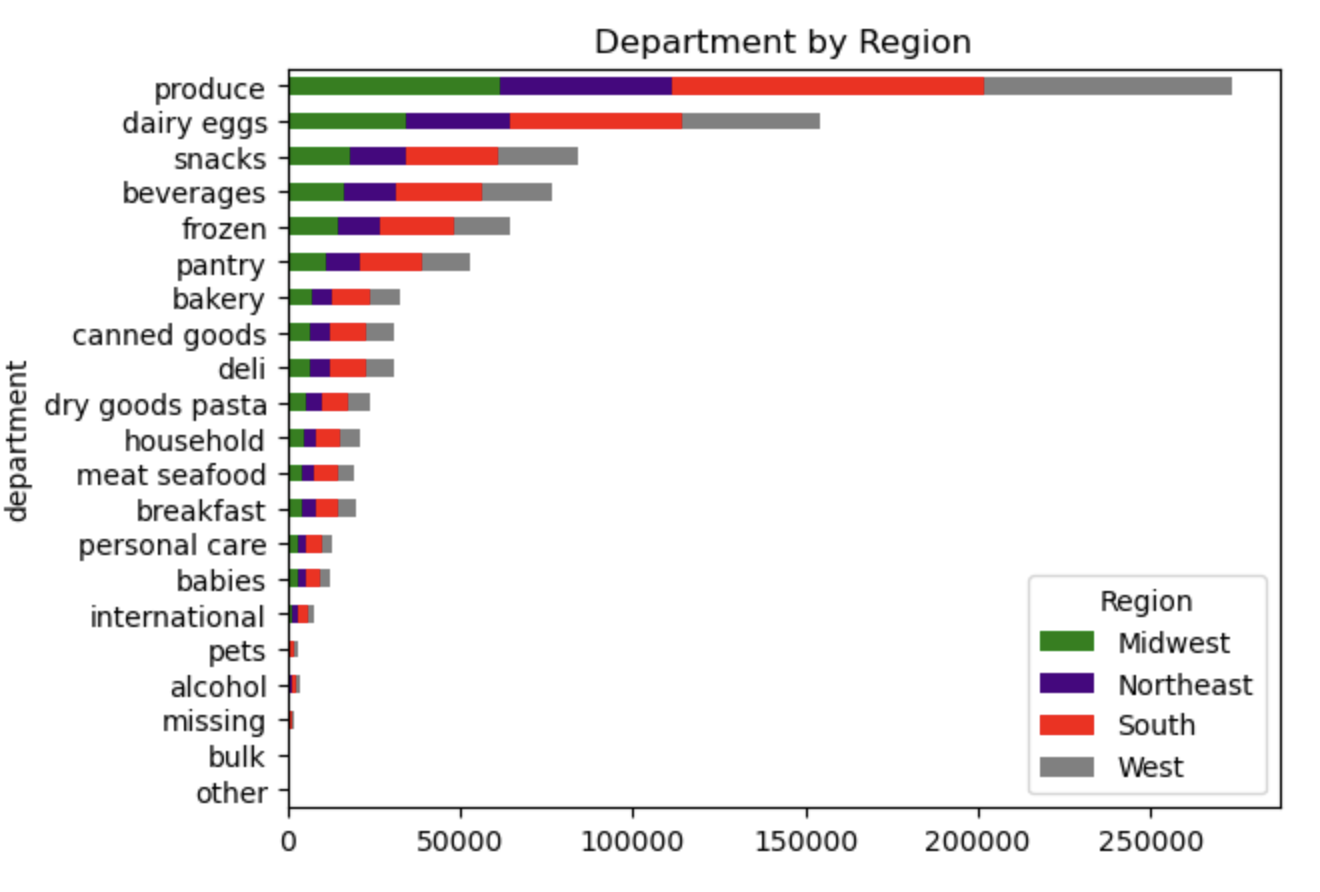 Department by Region
department
produce
dairy eggs
snacks
beverages
frozen
pantry
bakery
canned goods
deli
dry goods pasta
household
meat seafood
breakfast
personal care
babies
international
pets
alcohol
missing
bulk
other
0 50000 100000 150000 200000 250000
Region
Midwest
Northeast
South
West